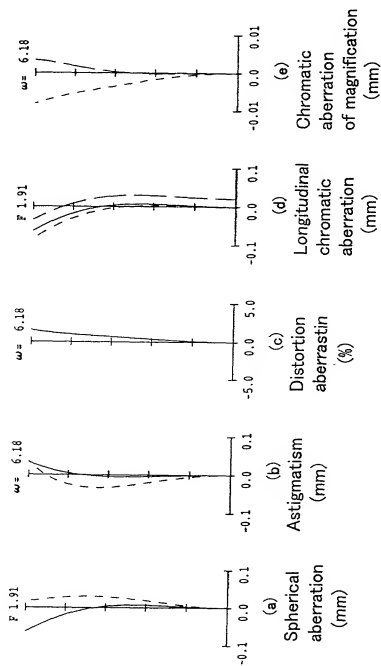 F 1.91
-0.1 0.0 0.1
(a)
Spherical
aberration
(mm)
ω= 6.18
-0.1 0.0 0.1
(b)
Astigmatism
(mm)
ω= 6.18
-5.0 0.0 5.0
(c)
Distortion
aberrastin
(%)
F 1.91
-0.1 0.0 0.1
(d)
Longitudinal
chromatic
aberration
(mm)
ω= 6.18
-0.01 0.0 0.01
(e)
Chromatic
aberration
of magnification
(mm)